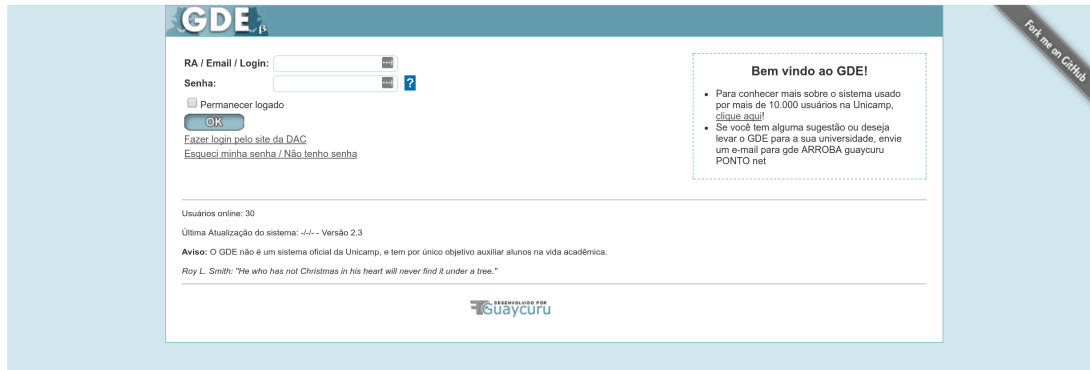 GDE β
Fork me on GitHub
RA / Email / Login:
Senha:
?
Permanecer logado
OK
Fazer login pelo site da DAC
Esqueci minha senha / Não tenho senha
Bem vindo ao GDE!
Para conhecer mais sobre o sistema usado
por mais de 10.000 usuários na Unicamp,
clique aqui!
Se você tem alguma sugestão ou deseja
levar o GDE para a sua universidade, envie
um e-mail para gde ARROBA guaycuru
PONTO net
Usuários online: 30
Última Atualização do sistema: -/-/- - Versão 2.3
Aviso: O GDE não é um sistema oficial da Unicamp, e tem por único objetivo auxiliar alunos na vida acadêmica.
Roy L. Smith: "He who has not Christmas in his heart will never find it under a tree."
DESENVOLVIDO POR
Guaycuru